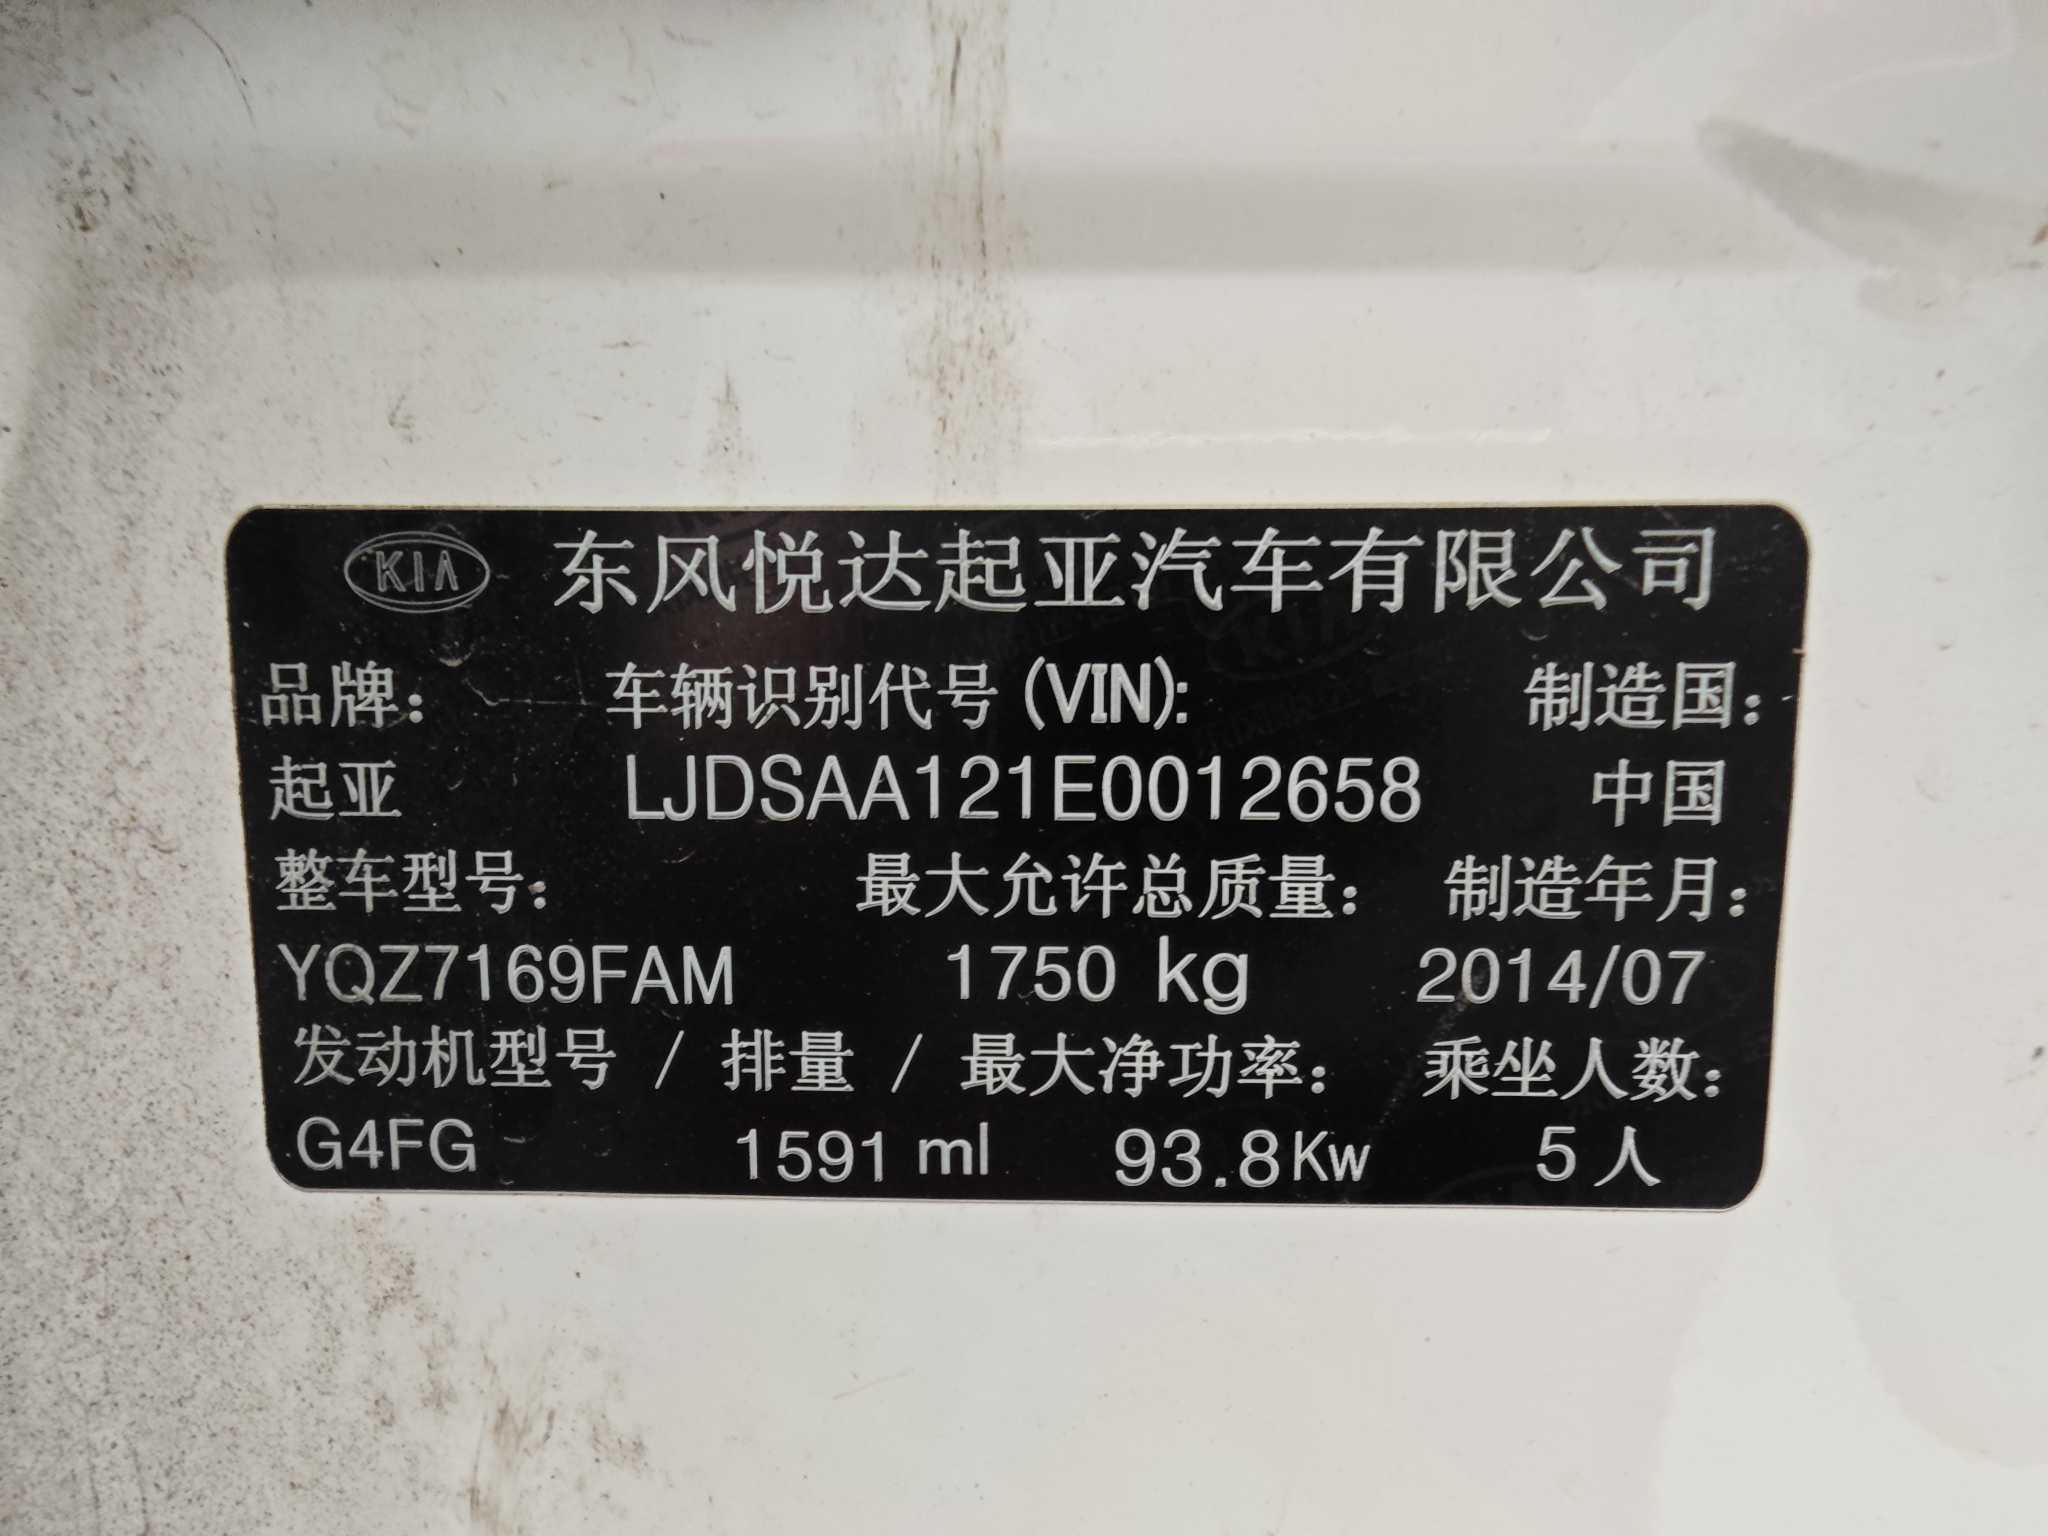 KIA 东风悦达起亚汽车有限公司
品牌： 车辆识别代号 (VIN): 制造国：
起亚 LJDSAA121E0012658 中国
整车型号： 最大允许总质量： 制造年月：
YQZ7169FAM 1750 kg 2014/07
发动机型号 / 排量 / 最大净功率： 乘坐人数：
G4FG 1591 ml 93.8Kw 5人